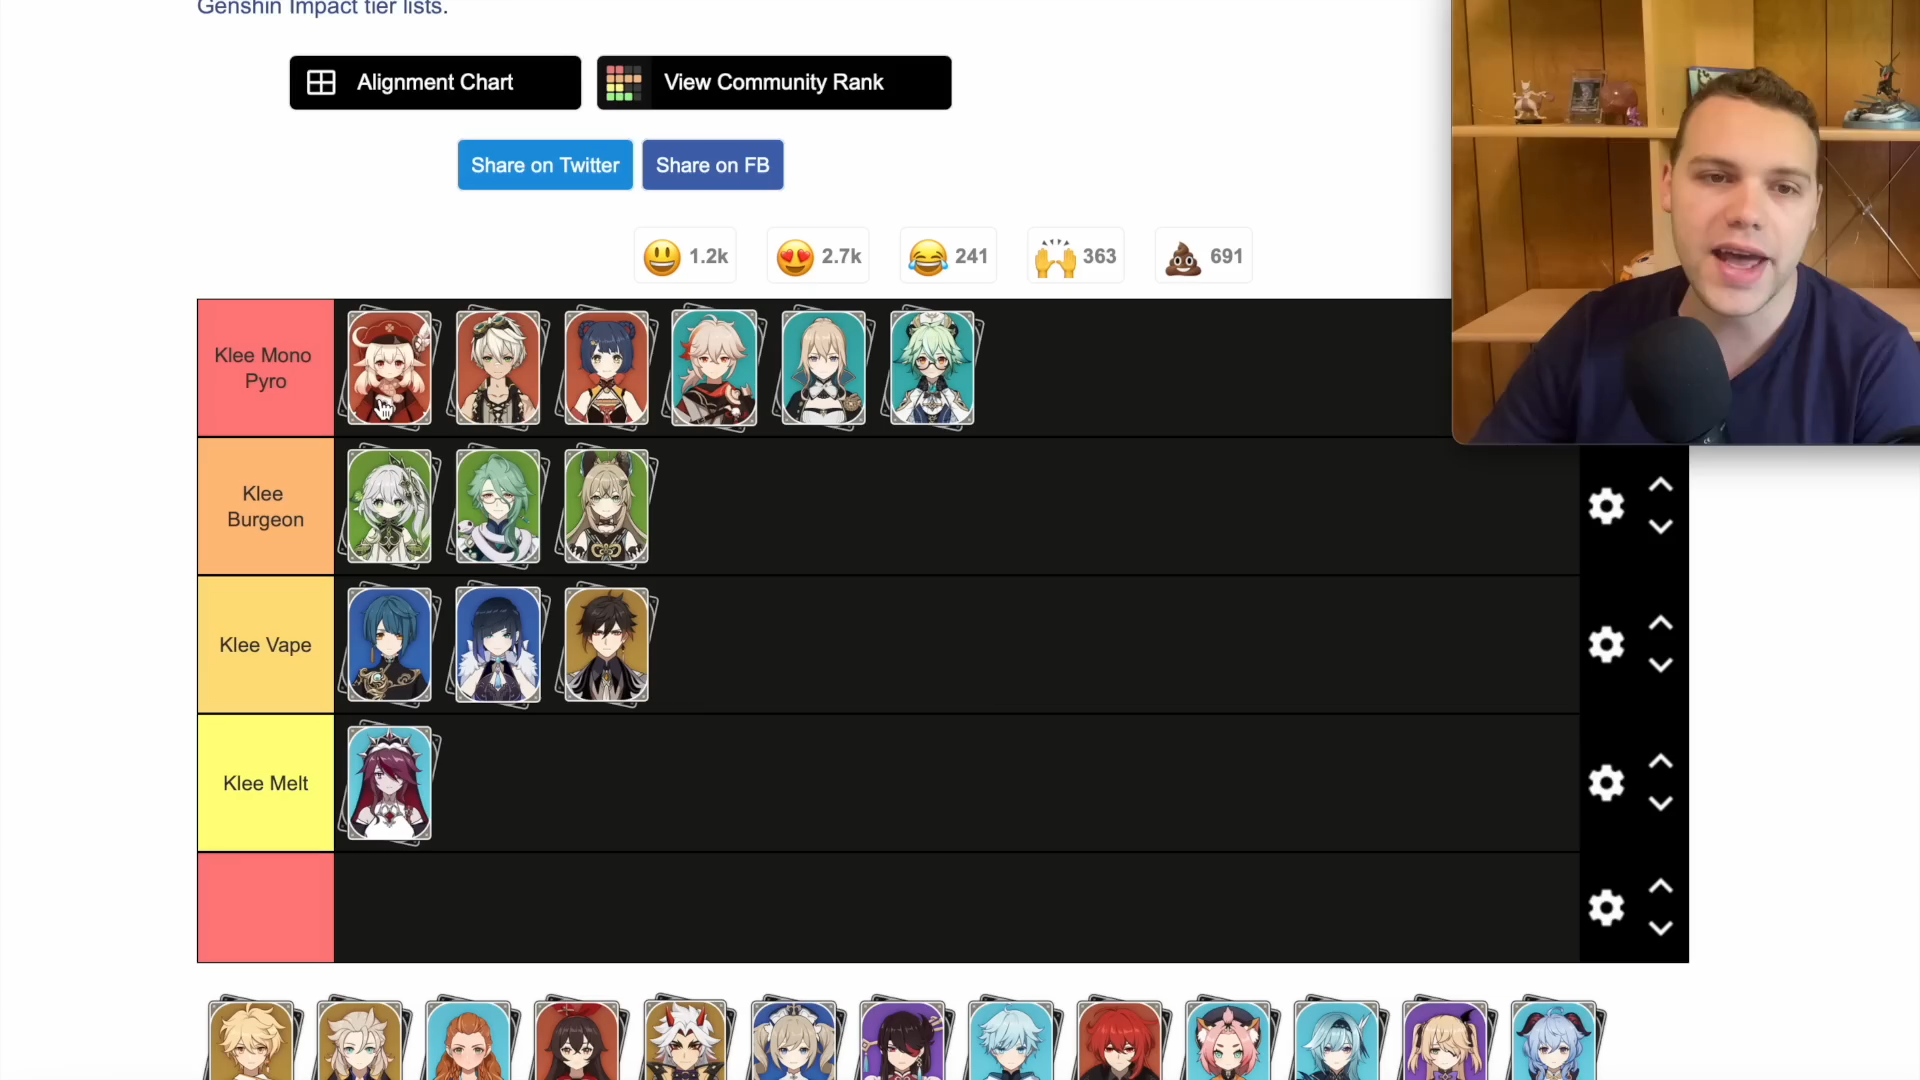 Genshin Impact tier lists.
Alignment Chart
View Community Rank
Share on Twitter
Share on FB
1.2k
2.7k
241
363
691
Klee Mono
Pyro
Klee
Burgeon
Klee Vape
Klee Melt